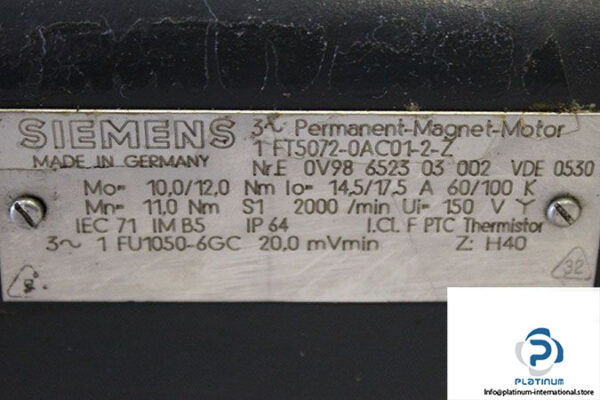 SIEMENS 3~ Permanent-Magnet-Motor
1 FT5072-0AC01-2-Z
MADE IN GERMANY
Nr.E 0V98 6523 03 002 VDE 0530
Mo= 10,0/12,0 Nm Io= 14,5/17,5 A 60/100 K
Mn= 11,0 Nm S1 2000 /min Ui= 150 V Y
IEC 71 IM B5 IP 64 I.Cl. F PTC Thermistor
3~ 1 FU1050-6GC 20,0 mVmin Z: H40
32
PLATINUM
Info@platinum-international.store